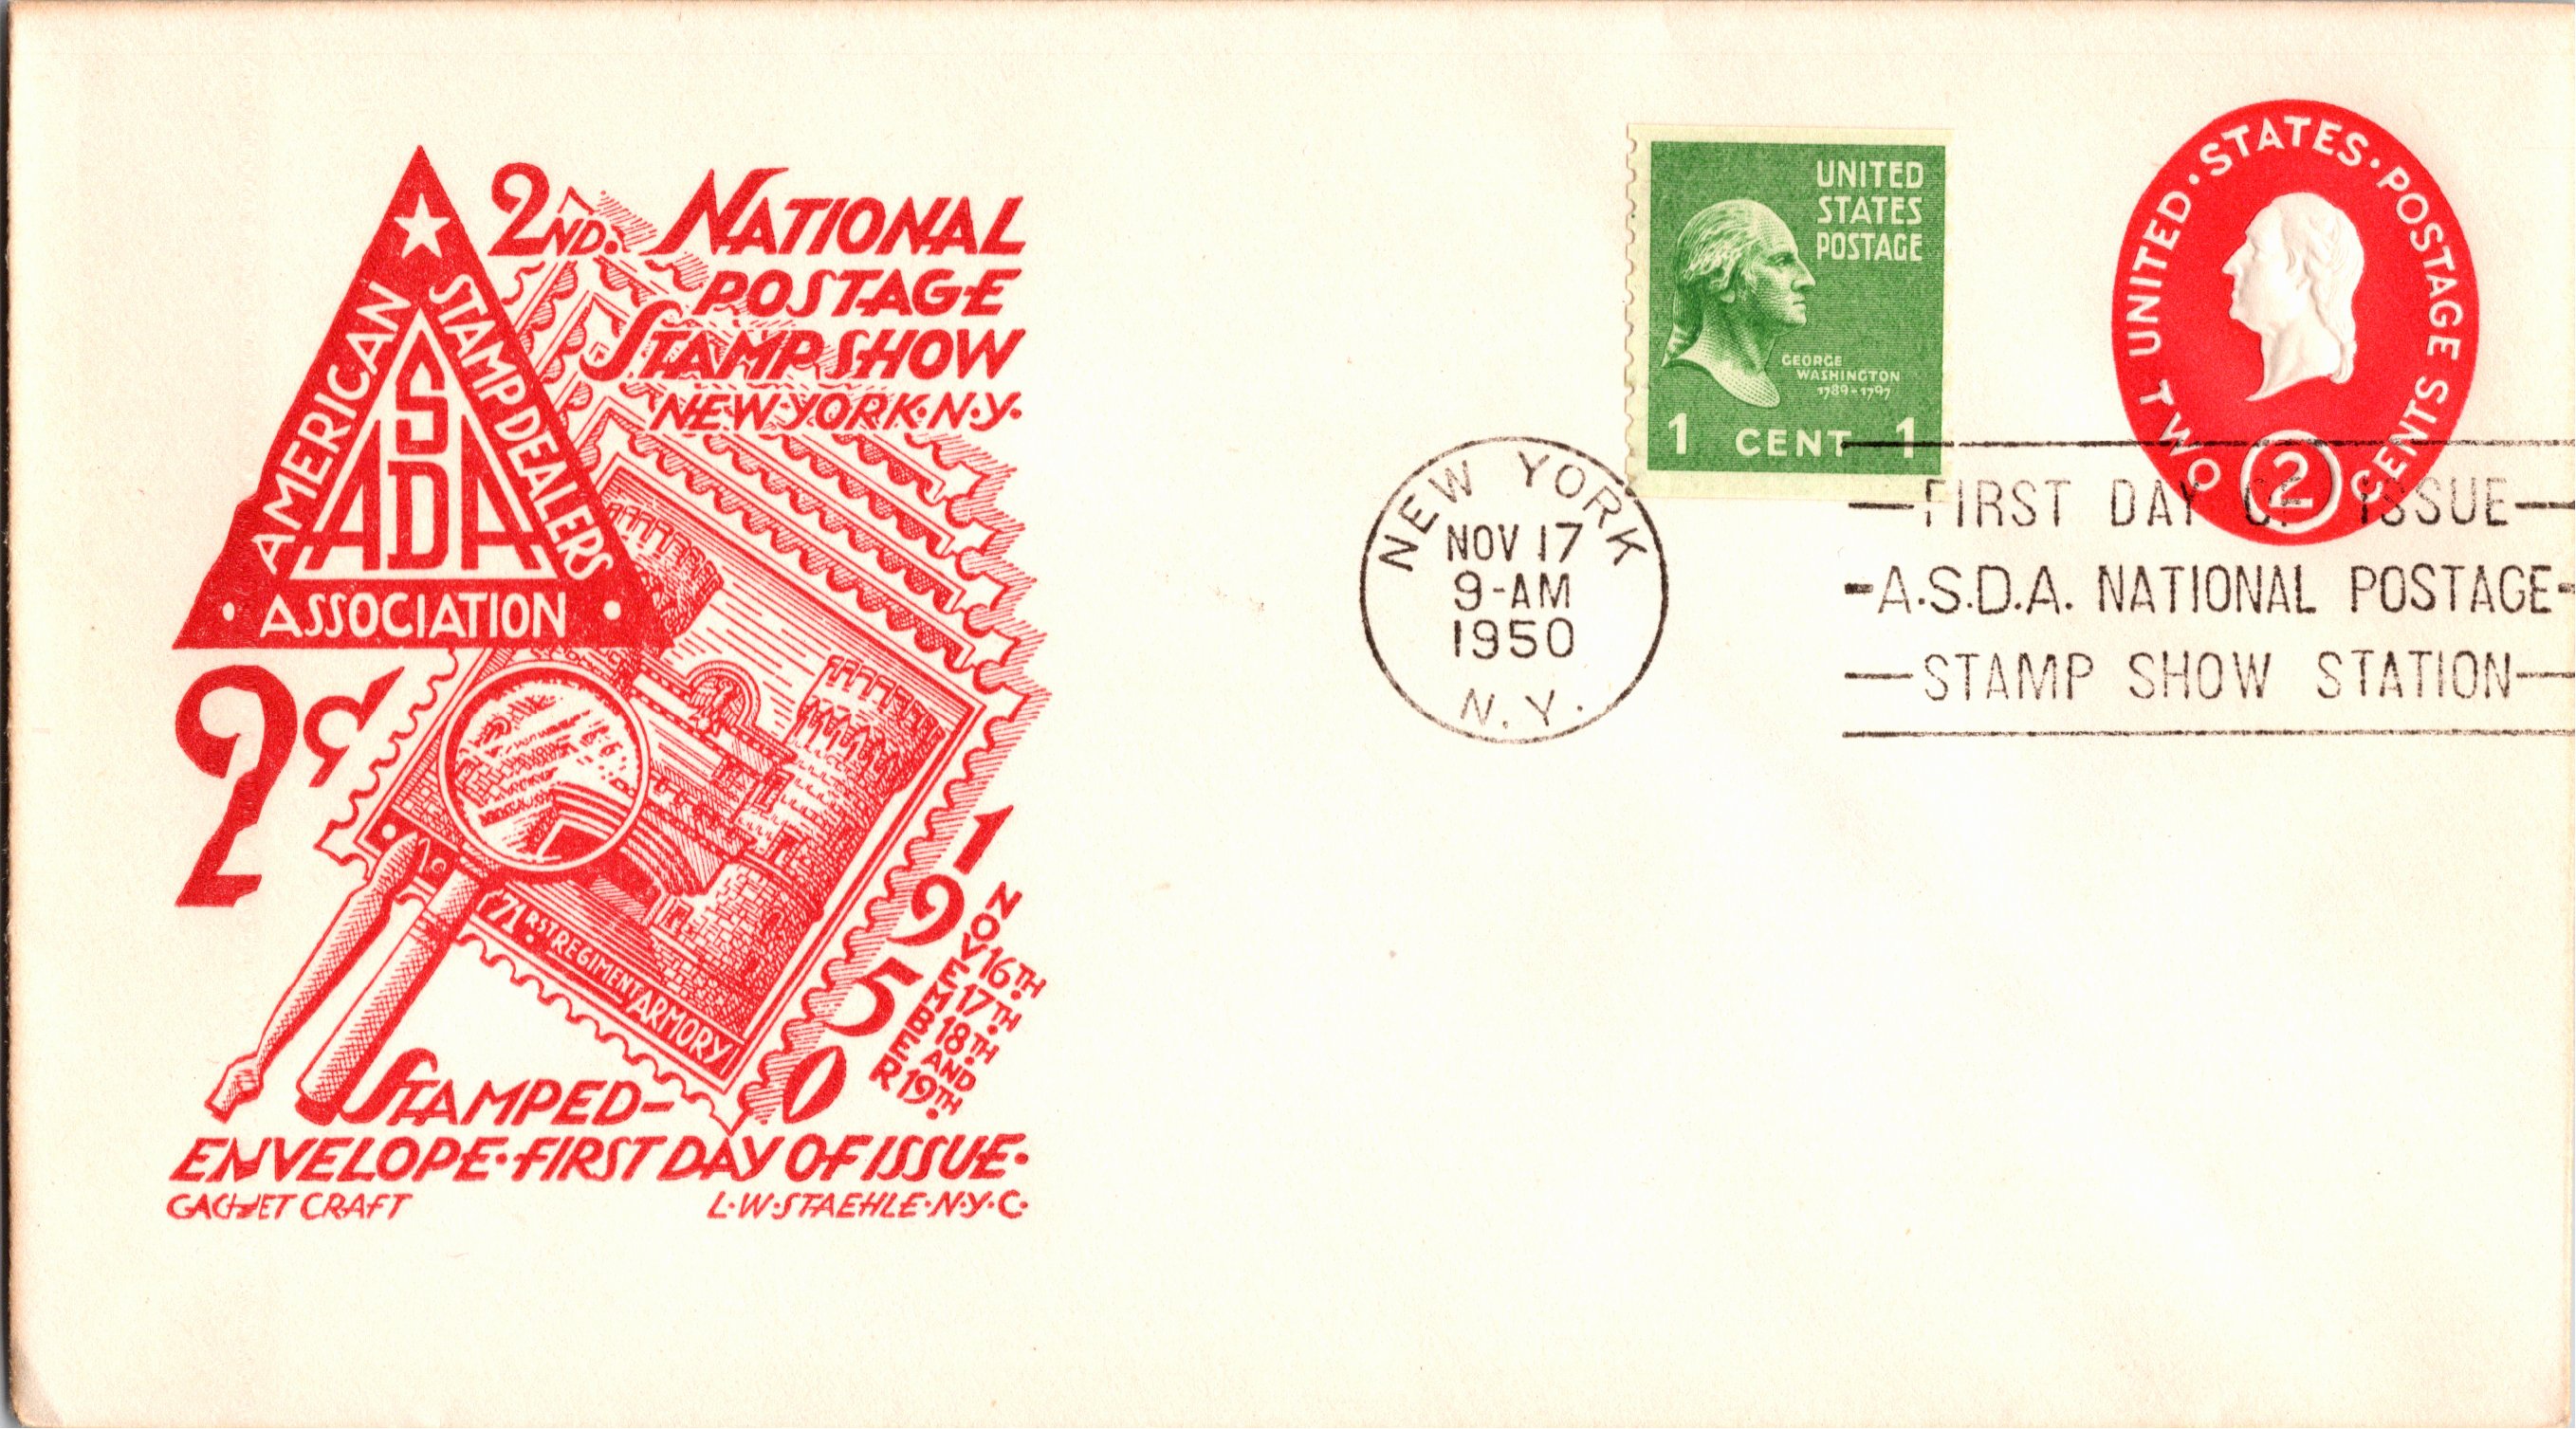 AMERICAN
STAMP DEALERS
ASSOCIATION
ASDA
2ND. NATIONAL
POSTAGE
STAMP SHOW
NEW·YORK·N·Y·
2¢
71RST REGIMENT ARMORY
1950
NOVEMBER
16TH
17TH
18TH
AND
19TH
STAMPED-
ENVELOPE·FIRST DAY OF ISSUE·
CACHET CRAFT
L·W·STAEHLE·N·Y·C·
UNITED
STATES
POSTAGE
GEORGE
WASHINGTON
1789-1797
1 CENT 1
UNITED·STATES·POSTAGE
TWO 2 CENTS
NEW YORK
NOV 17
9-AM
1950
N.Y.
—FIRST DAY OF ISSUE—
-A.S.D.A. NATIONAL POSTAGE-
—STAMP SHOW STATION—